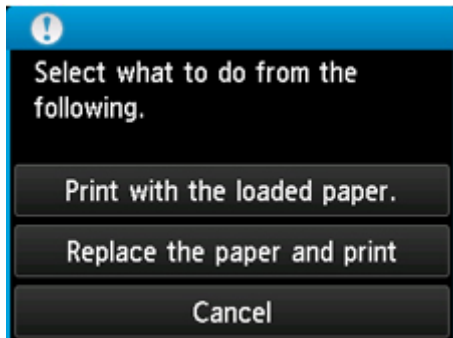 Select what to do from the
following.
Print with the loaded paper.
Replace the paper and print
Cancel